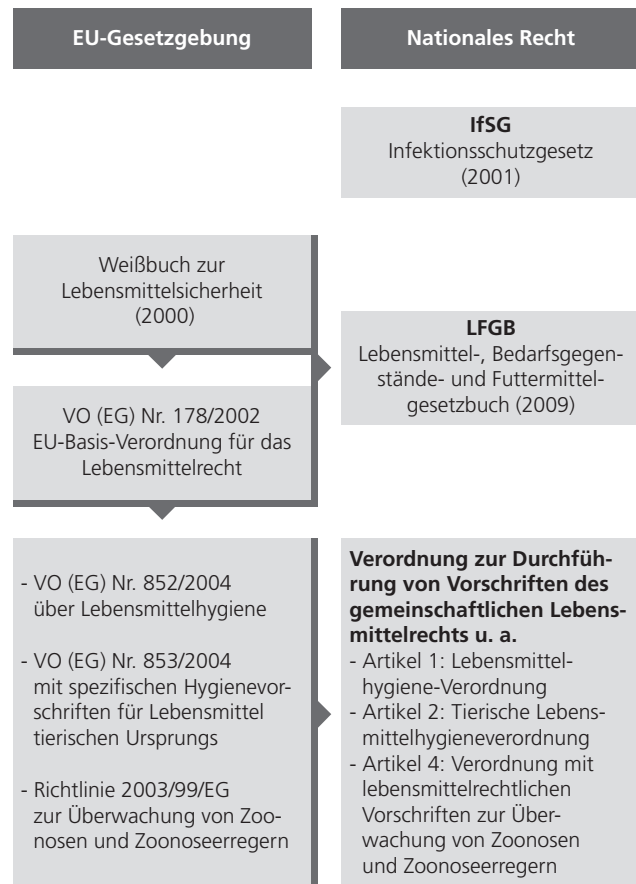 EU-Gesetzgebung
Nationales Recht
IfSG
Infektionsschutzgesetz
(2001)
Weißbuch zur
Lebensmittelsicherheit
(2000)
LFGB
Lebensmittel-, Bedarfsgegen-
stände- und Futtermittel-
gesetzbuch (2009)
VO (EG) Nr. 178/2002
EU-Basis-Verordnung für das
Lebensmittelrecht
- VO (EG) Nr. 852/2004
über Lebensmittelhygiene
- VO (EG) Nr. 853/2004
mit spezifischen Hygienevor-
schriften für Lebensmittel
tierischen Ursprungs
- Richtlinie 2003/99/EG
zur Überwachung von Zoo-
nosen und Zoonoseerregern
Verordnung zur Durchfüh-
rung von Vorschriften des
gemeinschaftlichen Lebens-
mittelrechts u. a.
- Artikel 1: Lebensmittel-
hygiene-Verordnung
- Artikel 2: Tierische Lebens-
mittelhygieneverordnung
- Artikel 4: Verordnung mit
lebensmittelrechtlichen
Vorschriften zur Über-
wachung von Zoonosen
und Zoonoseerregern